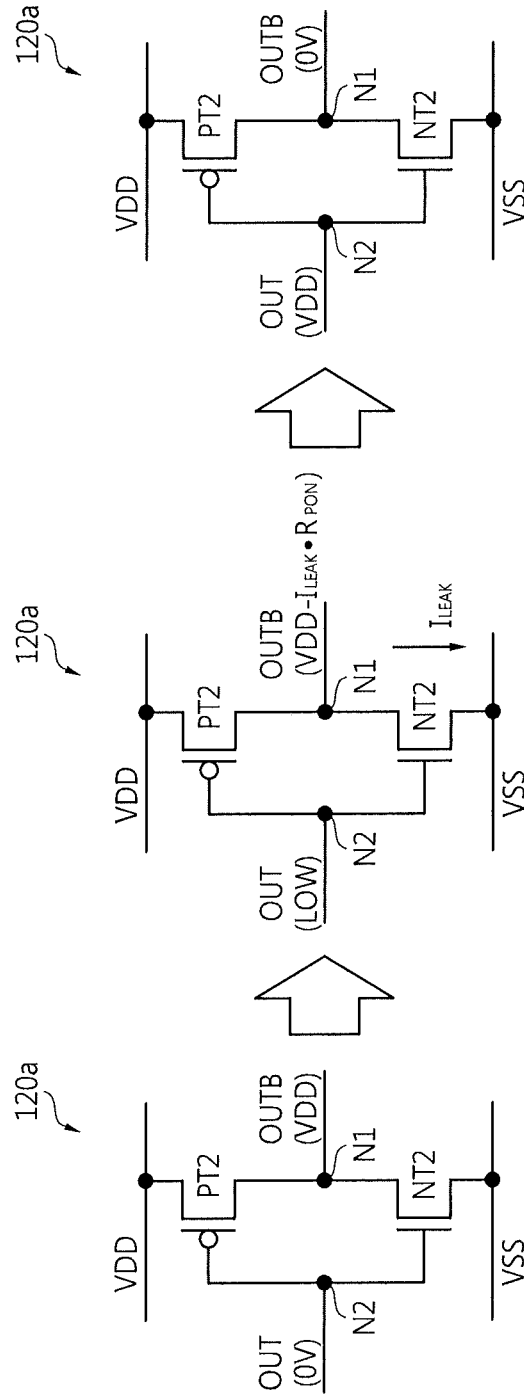 120a
VDD
PT2
OUT
(0V)
N2
OUTB
(VDD)
N1
NT2
VSS
120a
VDD
PT2
OUT
(LOW)
N2
OUTB
(VDD-ILEAK•RPON)
N1
NT2
ILEAK
VSS
120a
VDD
PT2
OUT
(VDD)
N2
OUTB
(0V)
N1
NT2
VSS